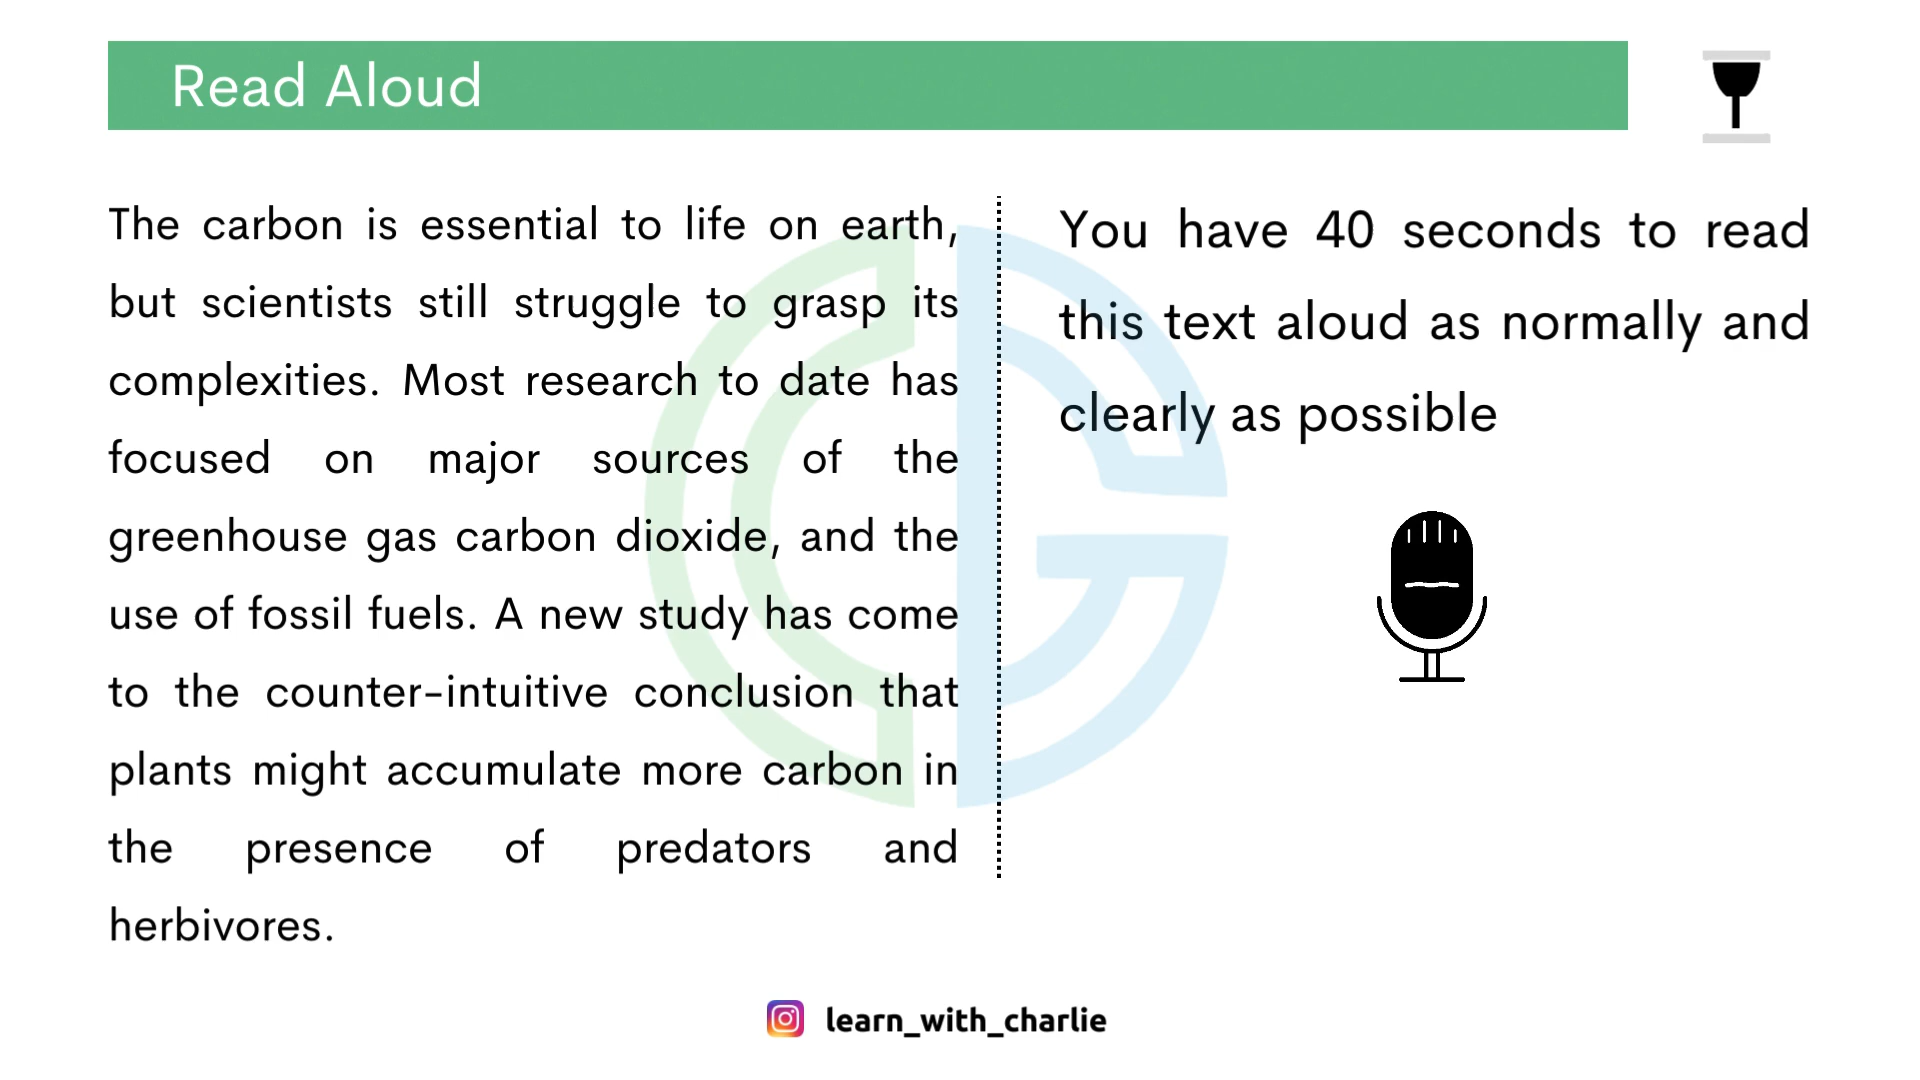 Read Aloud
The carbon is essential to life on earth,
but scientists still struggle to grasp its
complexities. Most research to date has
focused on major sources of the
greenhouse gas carbon dioxide, and the
use of fossil fuels. A new study has come
to the counter-intuitive conclusion that
plants might accumulate more carbon in
the presence of predators and
herbivores.
You have 40 seconds to read
this text aloud as normally and
clearly as possible
learn_with_charlie